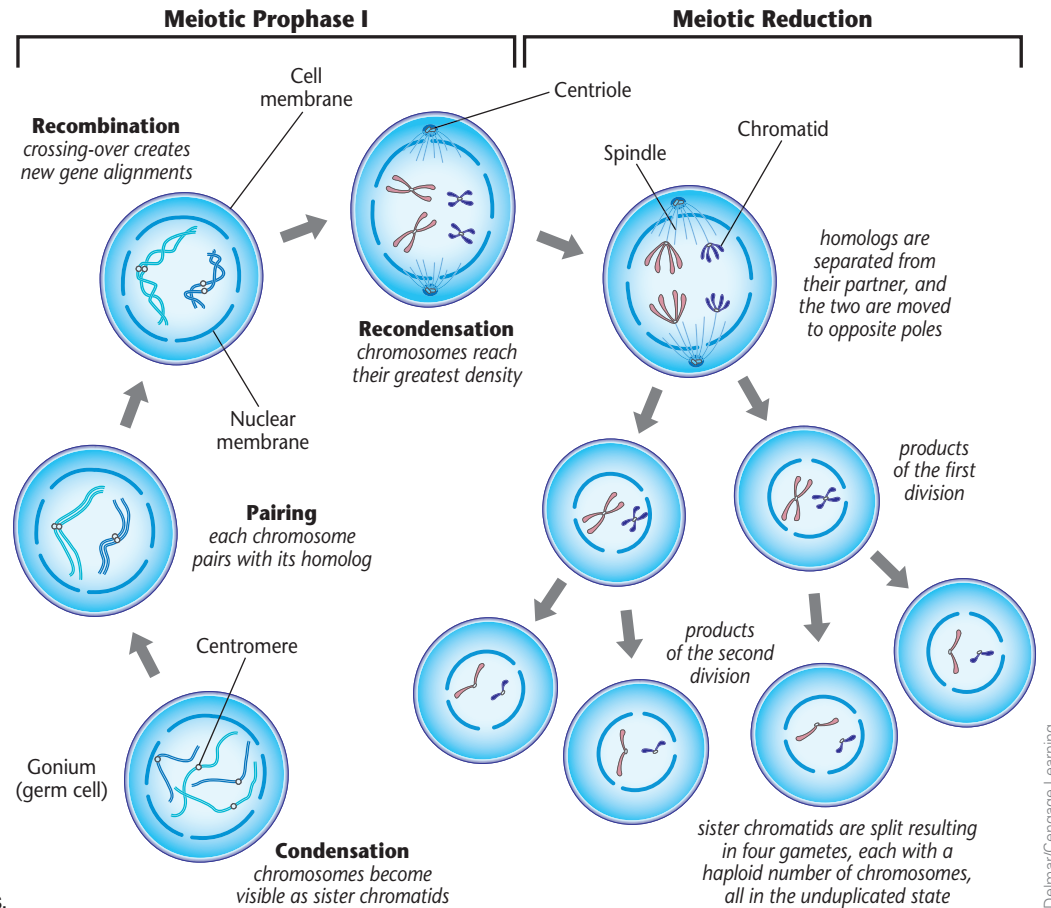 Meiotic Prophase I
Meiotic Reduction
Cell
membrane
Centriole
Recombination
crossing-over creates
new gene alignments
Chromatid
Spindle
homologs are
separated from
their partner, and
the two are moved
to opposite poles
Recondensation
chromosomes reach
their greatest density
Nuclear
membrane
products
of the first
division
Pairing
each chromosome
pairs with its homolog
Centromere
products
of the second
division
Gonium
(germ cell)
Condensation
chromosomes become
visible as sister chromatids
sister chromatids are split resulting
in four gametes, each with a
haploid number of chromosomes,
all in the unduplicated state
Delmar/Cengage Learning